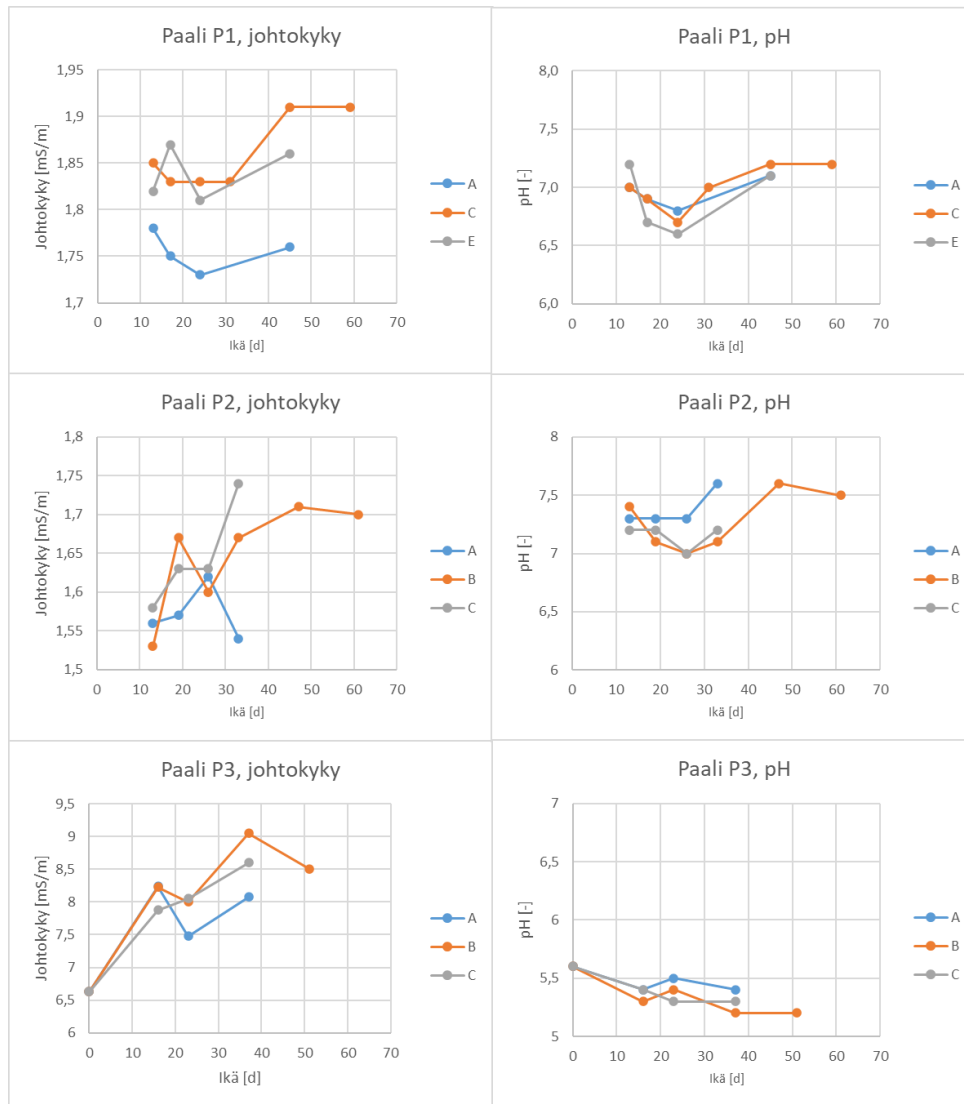 Paali P1, johtokyky
Johtokyky [mS/m]
1,95
1,9
1,85
1,8
1,75
1,7
0 10 20 30 40 50 60 70
Ikä [d]
A
C
E
Paali P1, pH
pH [-]
8,0
7,5
7,0
6,5
6,0
0 10 20 30 40 50 60 70
Ikä [d]
A
C
E
Paali P2, johtokyky
Johtokyky [mS/m]
1,8
1,75
1,7
1,65
1,6
1,55
1,5
0 10 20 30 40 50 60 70
Ikä [d]
A
B
C
Paali P2, pH
pH [-]
8
7,5
7
6,5
6
0 10 20 30 40 50 60 70
Ikä [d]
A
B
C
Paali P3, johtokyky
Johtokyky [mS/m]
9,5
9
8,5
8
7,5
7
6,5
6
0 10 20 30 40 50 60 70
Ikä [d]
A
B
C
Paali P3, pH
pH [-]
7
6,5
6
5,5
5
0 10 20 30 40 50 60 70
Ikä [d]
A
B
C